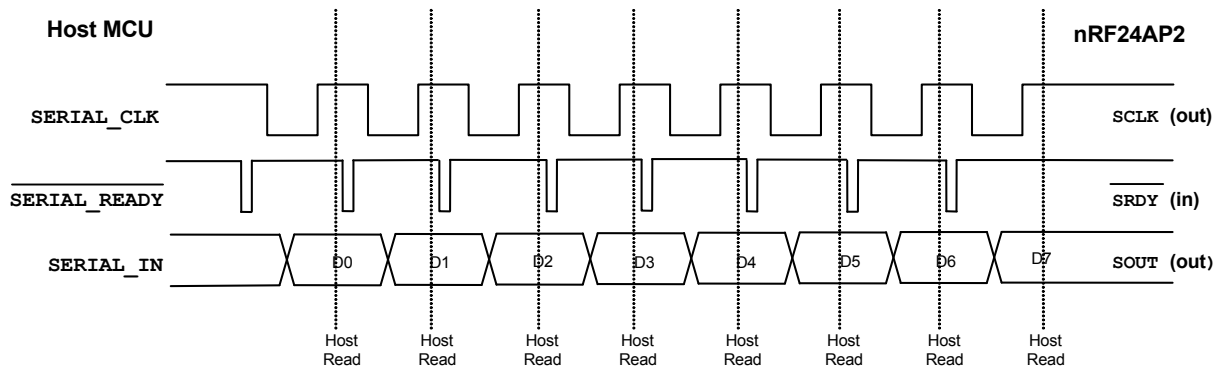 Host MCU
nRF24AP2
SERIAL_CLK
SCLK (out)
SERIAL_READY
SRDY (in)
SERIAL_IN
D0 D1 D2 D3 D4 D5 D6 D7
SOUT (out)
Host Host Host Host Host Host Host Host
Read Read Read Read Read Read Read Read